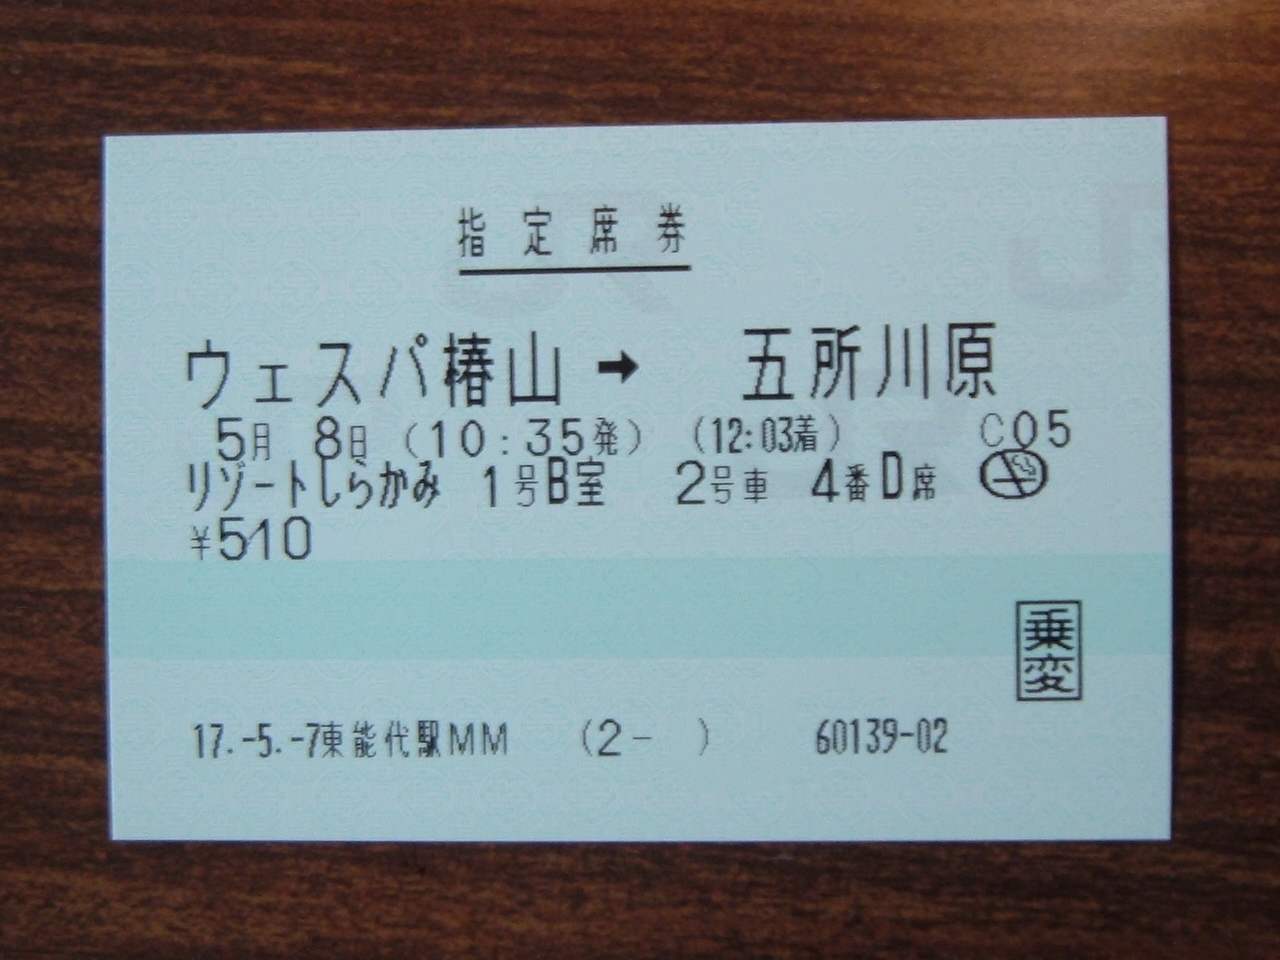 指定席券
ウェスパ椿山 ➡ 五所川原
5月 8日 (10:35発) (12:03着) C05
リゾートしらかみ 1号B室 2号車 4番D席
¥510
乗変
17.-5.-7東能代駅MM (2- ) 60139-02